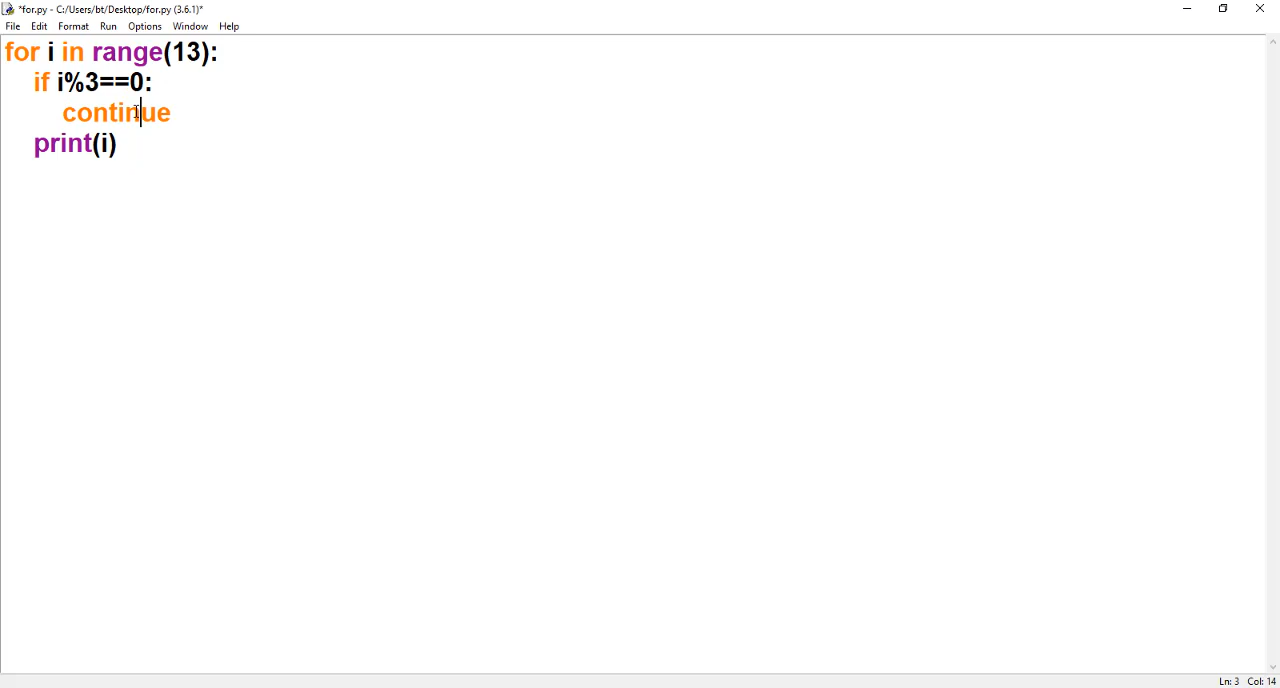 *for.py - C:/Users/bt/Desktop/for.py (3.6.1)*
File Edit Format Run Options Window Help
for i in range(13):
    if i%3==0:
        continue
    print(i)
Ln: 3 Col: 14